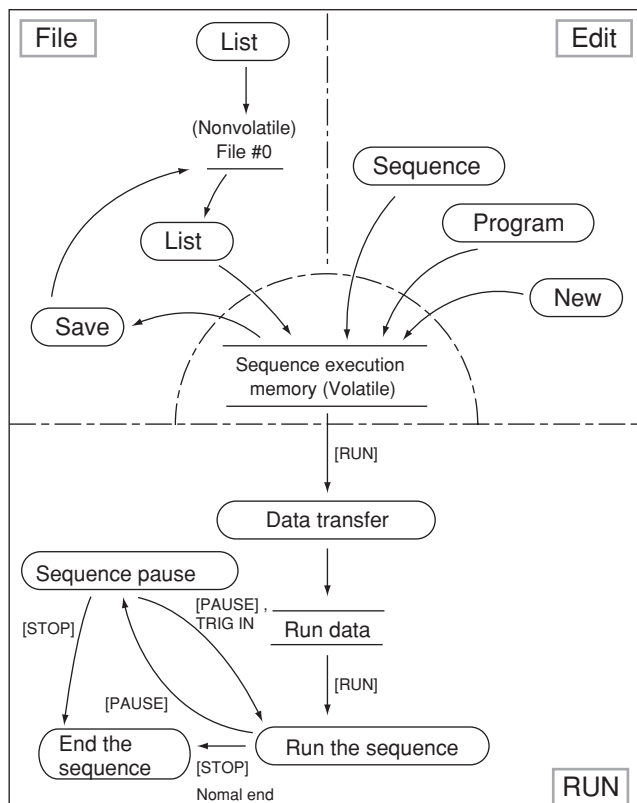 File
List
Edit
(Nonvolatile)
File #0
Sequence
Program
List
New
Save
Sequence execution
memory (Volatile)
[RUN]
Data transfer
Sequence pause
[PAUSE] ,
TRIG IN
[STOP]
Run data
[RUN]
[PAUSE]
End the
sequence
[STOP]
Nomal end
Run the sequence
RUN